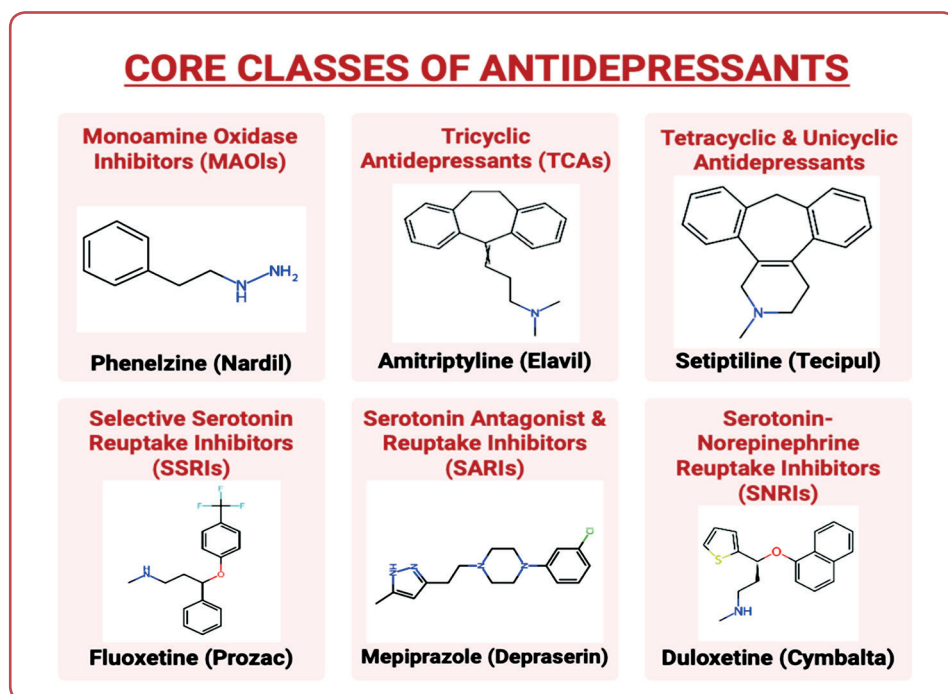 CORE CLASSES OF ANTIDEPRESSANTS
Monoamine Oxidase
Inhibitors (MAOIs)
NH
H
NH2
Phenelzine (Nardil)
Tricyclic
Antidepressants (TCAs)
N
Amitriptyline (Elavil)
Tetracyclic & Unicyclic
Antidepressants
N
Setiptiline (Tecipul)
Selective Serotonin
Reuptake Inhibitors
(SSRIs)
F
F
F
H
N
O
Fluoxetine (Prozac)
Serotonin Antagonist &
Reuptake Inhibitors
(SARIs)
Cl
Mepiprazole (Depraserin)
Serotonin-
Norepinephrine
Reuptake Inhibitors
(SNRIs)
S
O
NH
Duloxetine (Cymbalta)